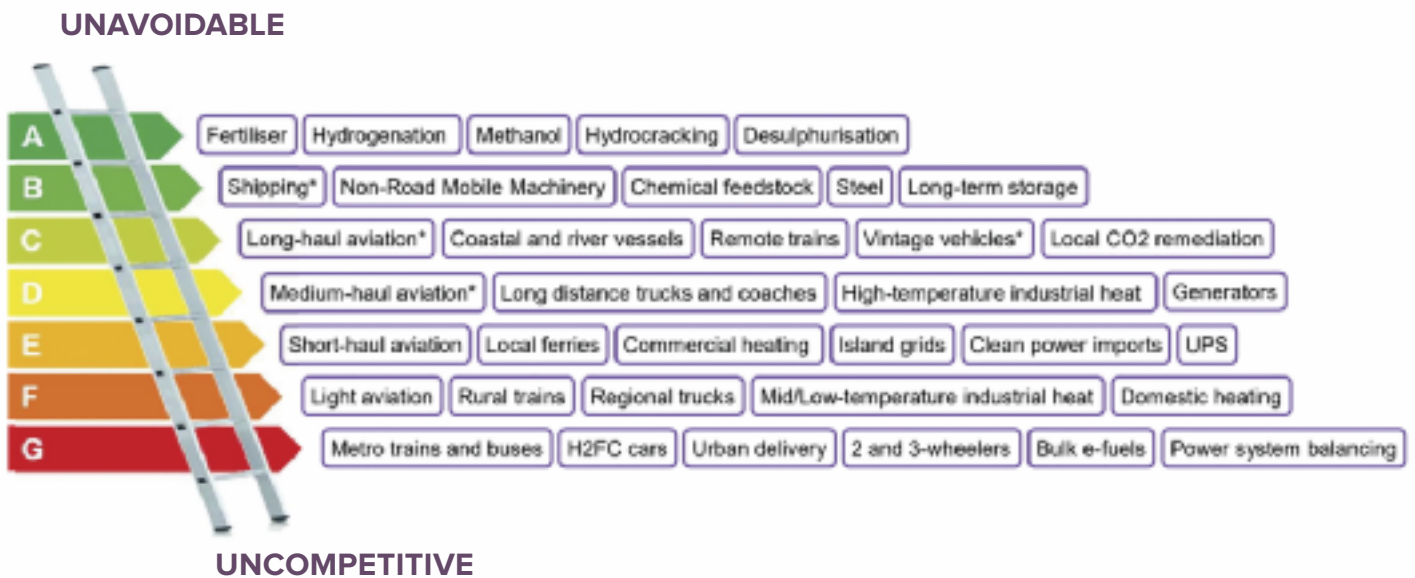 UNAVOIDABLE
A Fertiliser Hydrogenation Methanol Hydrocracking Desulphurisation
B Shipping* Non-Road Mobile Machinery Chemical feedstock Steel Long-term storage
C Long-haul aviation* Coastal and river vessels Remote trains Vintage vehicles* Local CO2 remediation
D Medium-haul aviation* Long distance trucks and coaches High-temperature industrial heat Generators
E Short-haul aviation Local ferries Commercial heating Island grids Clean power imports UPS
F Light aviation Rural trains Regional trucks Mid/Low-temperature industrial heat Domestic heating
G Metro trains and buses H2FC cars Urban delivery 2 and 3-wheelers Bulk e-fuels Power system balancing
UNCOMPETITIVE